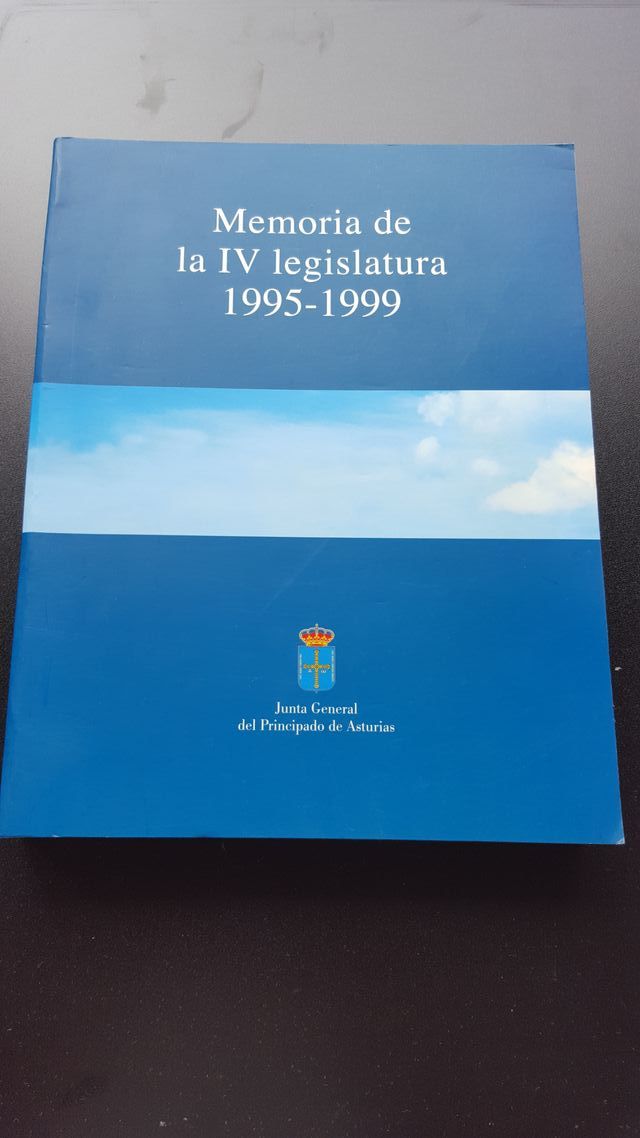 Memoria de
la IV legislatura
1995-1999
Junta General
del Principado de Asturias